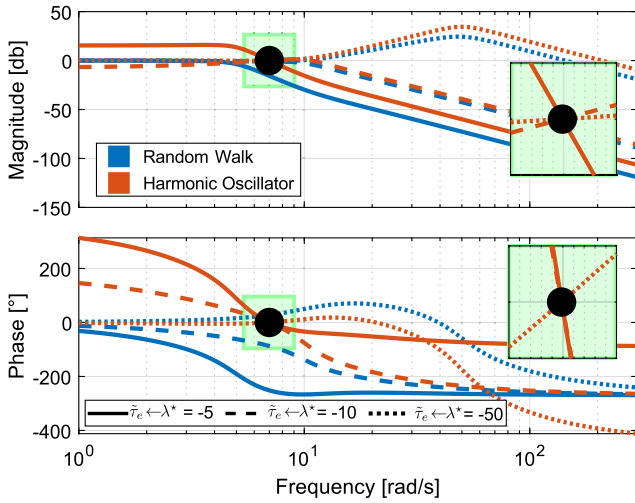 50
0
-50
-100
-150
Magnitude [db]
Random Walk
Harmonic Oscillator
200
0
-200
-400
Phase [°]
τ̃ₑ←λ* = -5
τ̃ₑ←λ* = -10
τ̃ₑ←λ* = -50
10⁰
10¹
10²
Frequency [rad/s]